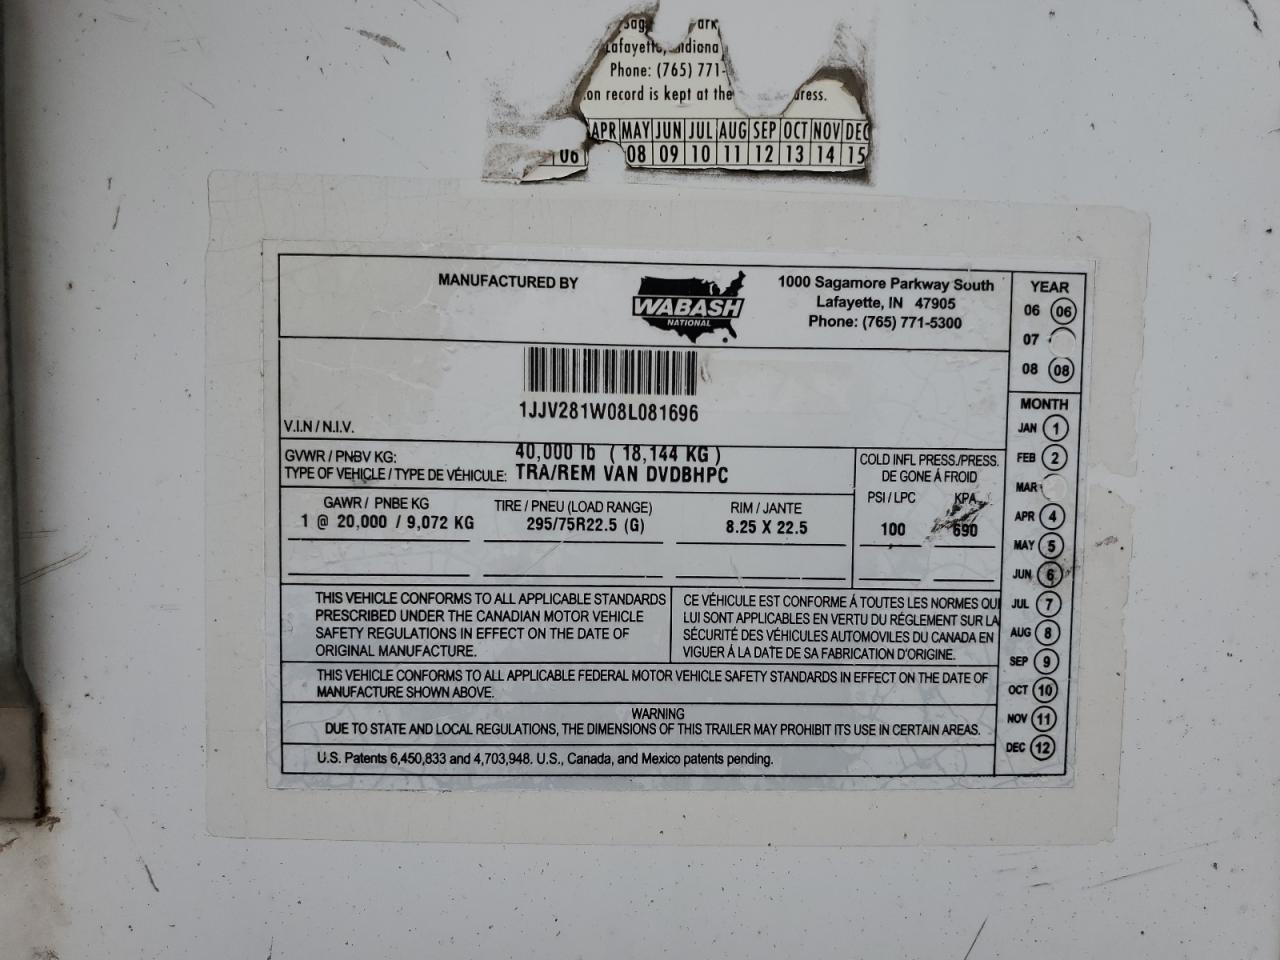 Lafayette, Indiana
Phone: (765) 771-
on record is kept at the
APR MAY JUN JUL AUG SEP OCT NOV DEC
06 08 09 10 11 12 13 14 15
MANUFACTURED BY
WABASH
NATIONAL
1000 Sagamore Parkway South
Lafayette, IN 47905
Phone: (765) 771-5300
YEAR
06 06
07
08 08
MONTH
JAN 1
FEB 2
MAR
APR 4
MAY 5
JUN 6
JUL 7
AUG 8
SEP 9
OCT 10
NOV 11
DEC 12
1JJV281W08L081696
V.I.N / N.I.V.
GVWR / PNBV KG: 40,000 lb ( 18,144 KG )
TYPE OF VEHICLE / TYPE DE VÉHICULE: TRA/REM VAN DVDBHPC
COLD INFL PRESS./PRESS.
DE GONE Á FROID
PSI / LPC KPA
100 690
GAWR / PNBE KG TIRE / PNEU (LOAD RANGE) RIM / JANTE
1 @ 20,000 / 9,072 KG 295/75R22.5 (G) 8.25 X 22.5
THIS VEHICLE CONFORMS TO ALL APPLICABLE STANDARDS
PRESCRIBED UNDER THE CANADIAN MOTOR VEHICLE
SAFETY REGULATIONS IN EFFECT ON THE DATE OF
ORIGINAL MANUFACTURE.
CE VÉHICULE EST CONFORME Á TOUTES LES NORMES QUI
LUI SONT APPLICABLES EN VERTU DU RÉGLEMENT SUR LA
SÉCURITÉ DES VÉHICULES AUTOMOVILES DU CANADA EN
VIGUER Á LA DATE DE SA FABRICATION D'ORIGINE.
THIS VEHICLE CONFORMS TO ALL APPLICABLE FEDERAL MOTOR VEHICLE SAFETY STANDARDS IN EFFECT ON THE DATE OF
MANUFACTURE SHOWN ABOVE.
WARNING
DUE TO STATE AND LOCAL REGULATIONS, THE DIMENSIONS OF THIS TRAILER MAY PROHIBIT ITS USE IN CERTAIN AREAS.
U.S. Patents 6,450,833 and 4,703,948. U.S., Canada, and Mexico patents pending.